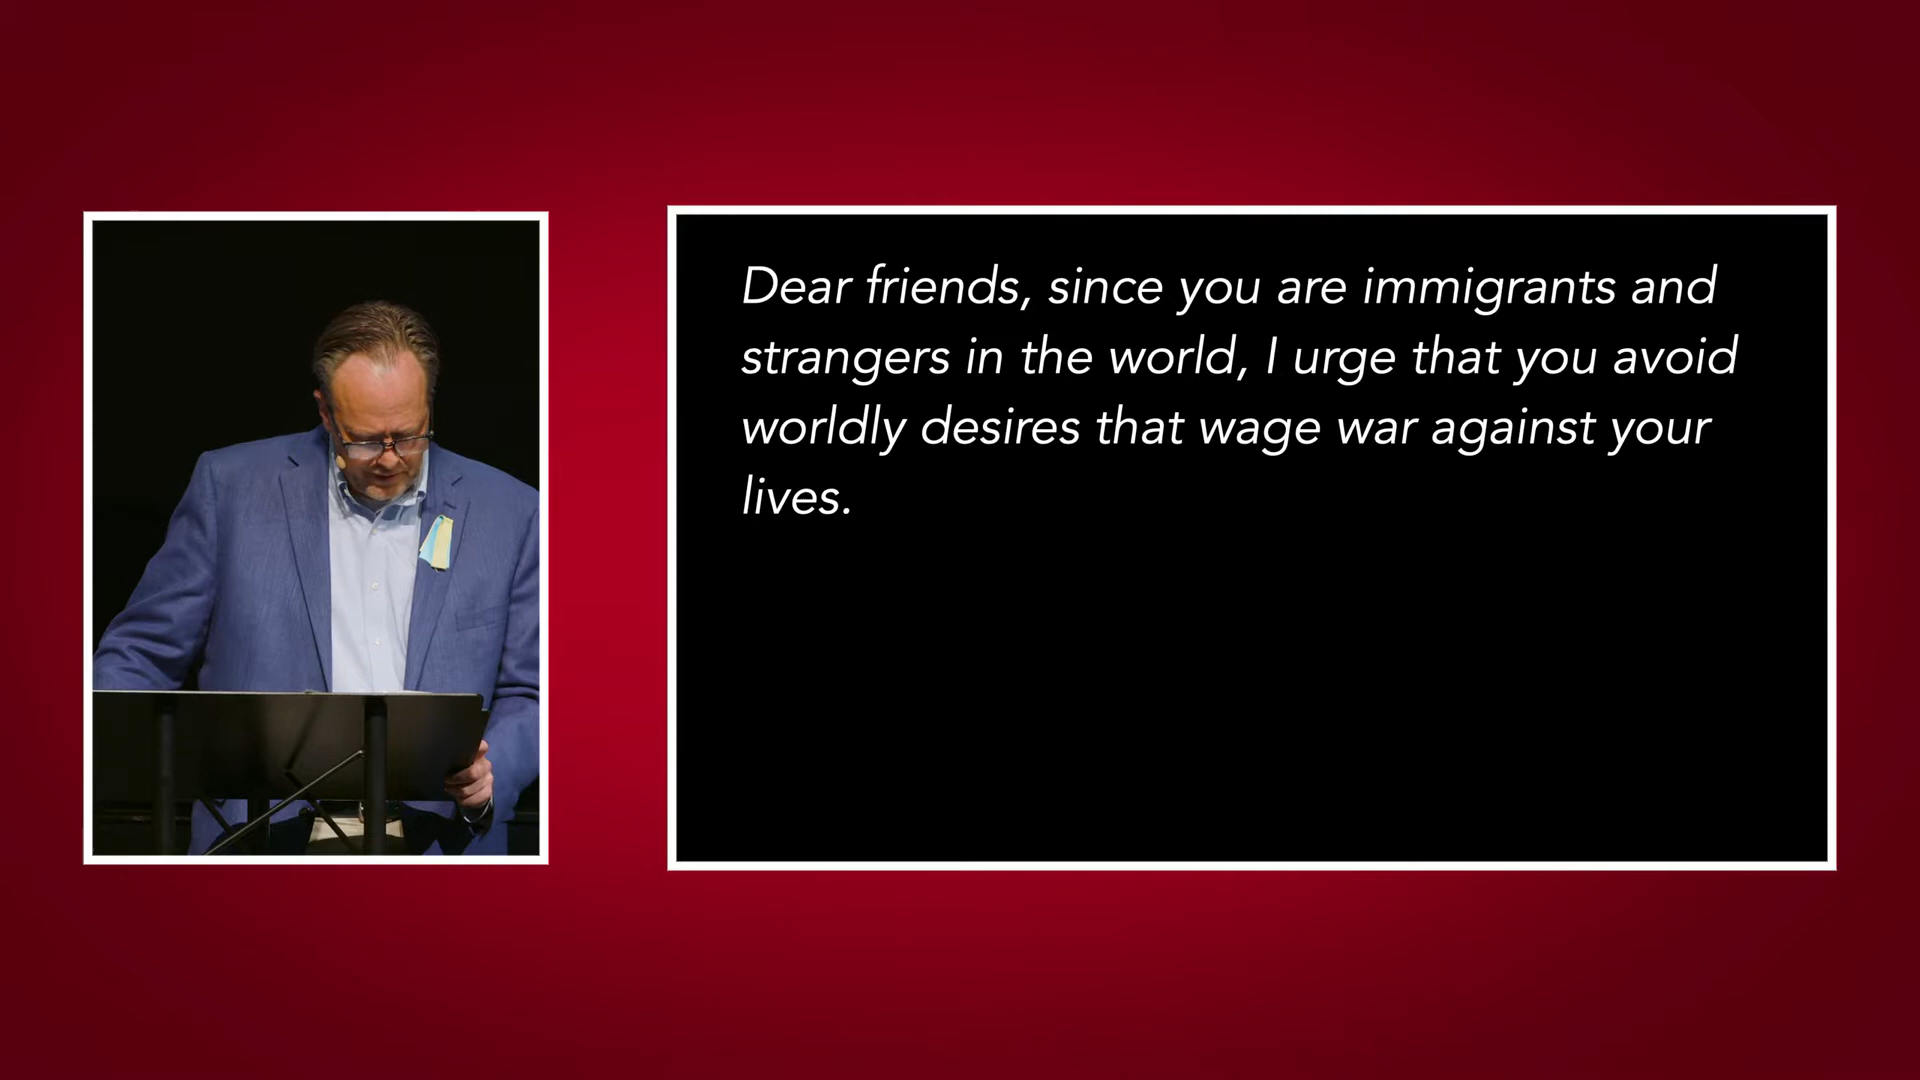 Dear friends, since you are immigrants and
strangers in the world, I urge that you avoid
worldly desires that wage war against your
lives.